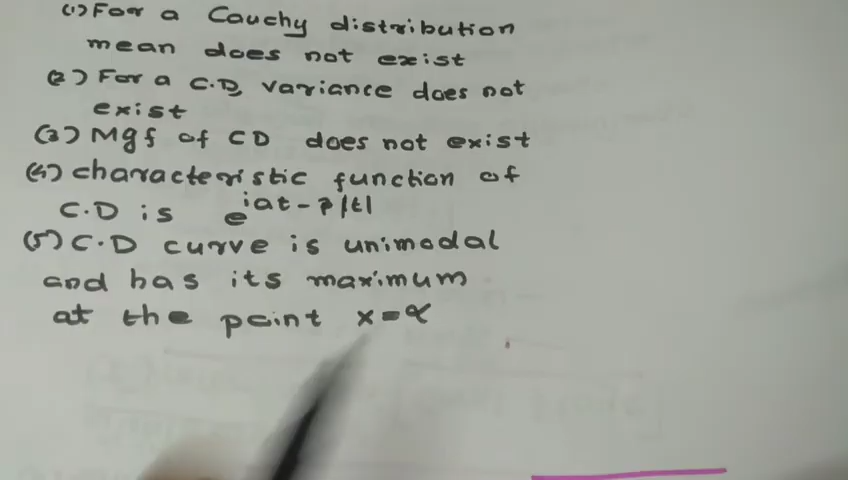 (1) For a Cauchy distribution
mean does not exist
(2) For a C.D, variance does not
exist
(3) Mgf of CD does not exist
(4) characteristic function of
C.D is e^{iat-p|t|}
(5) C.D curve is unimodal
and has its maximum
at the point x=α